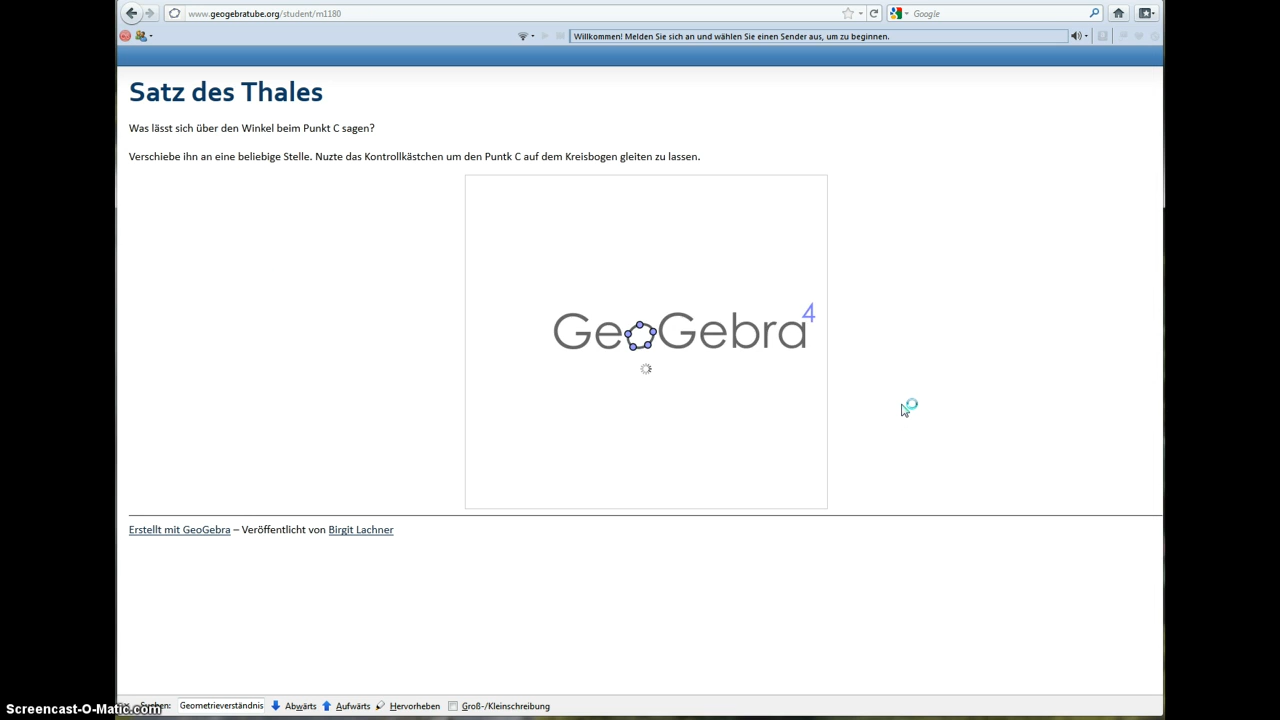 www.geogebratube.org/student/m1180
Google
Willkommen! Melden Sie sich an und wählen Sie einen Sender aus, um zu beginnen.
Satz des Thales
Was lässt sich über den Winkel beim Punkt C sagen?
Verschiebe ihn an eine beliebige Stelle. Nuzte das Kontrollkästchen um den Puntk C auf dem Kreisbogen gleiten zu lassen.
GeoGebra 4
Erstellt mit GeoGebra – Veröffentlicht von Birgit Lachner
Suchen: Geometrieverständnis Abwärts Aufwärts Hervorheben Groß-/Kleinschreibung
Screencast-O-Matic.com